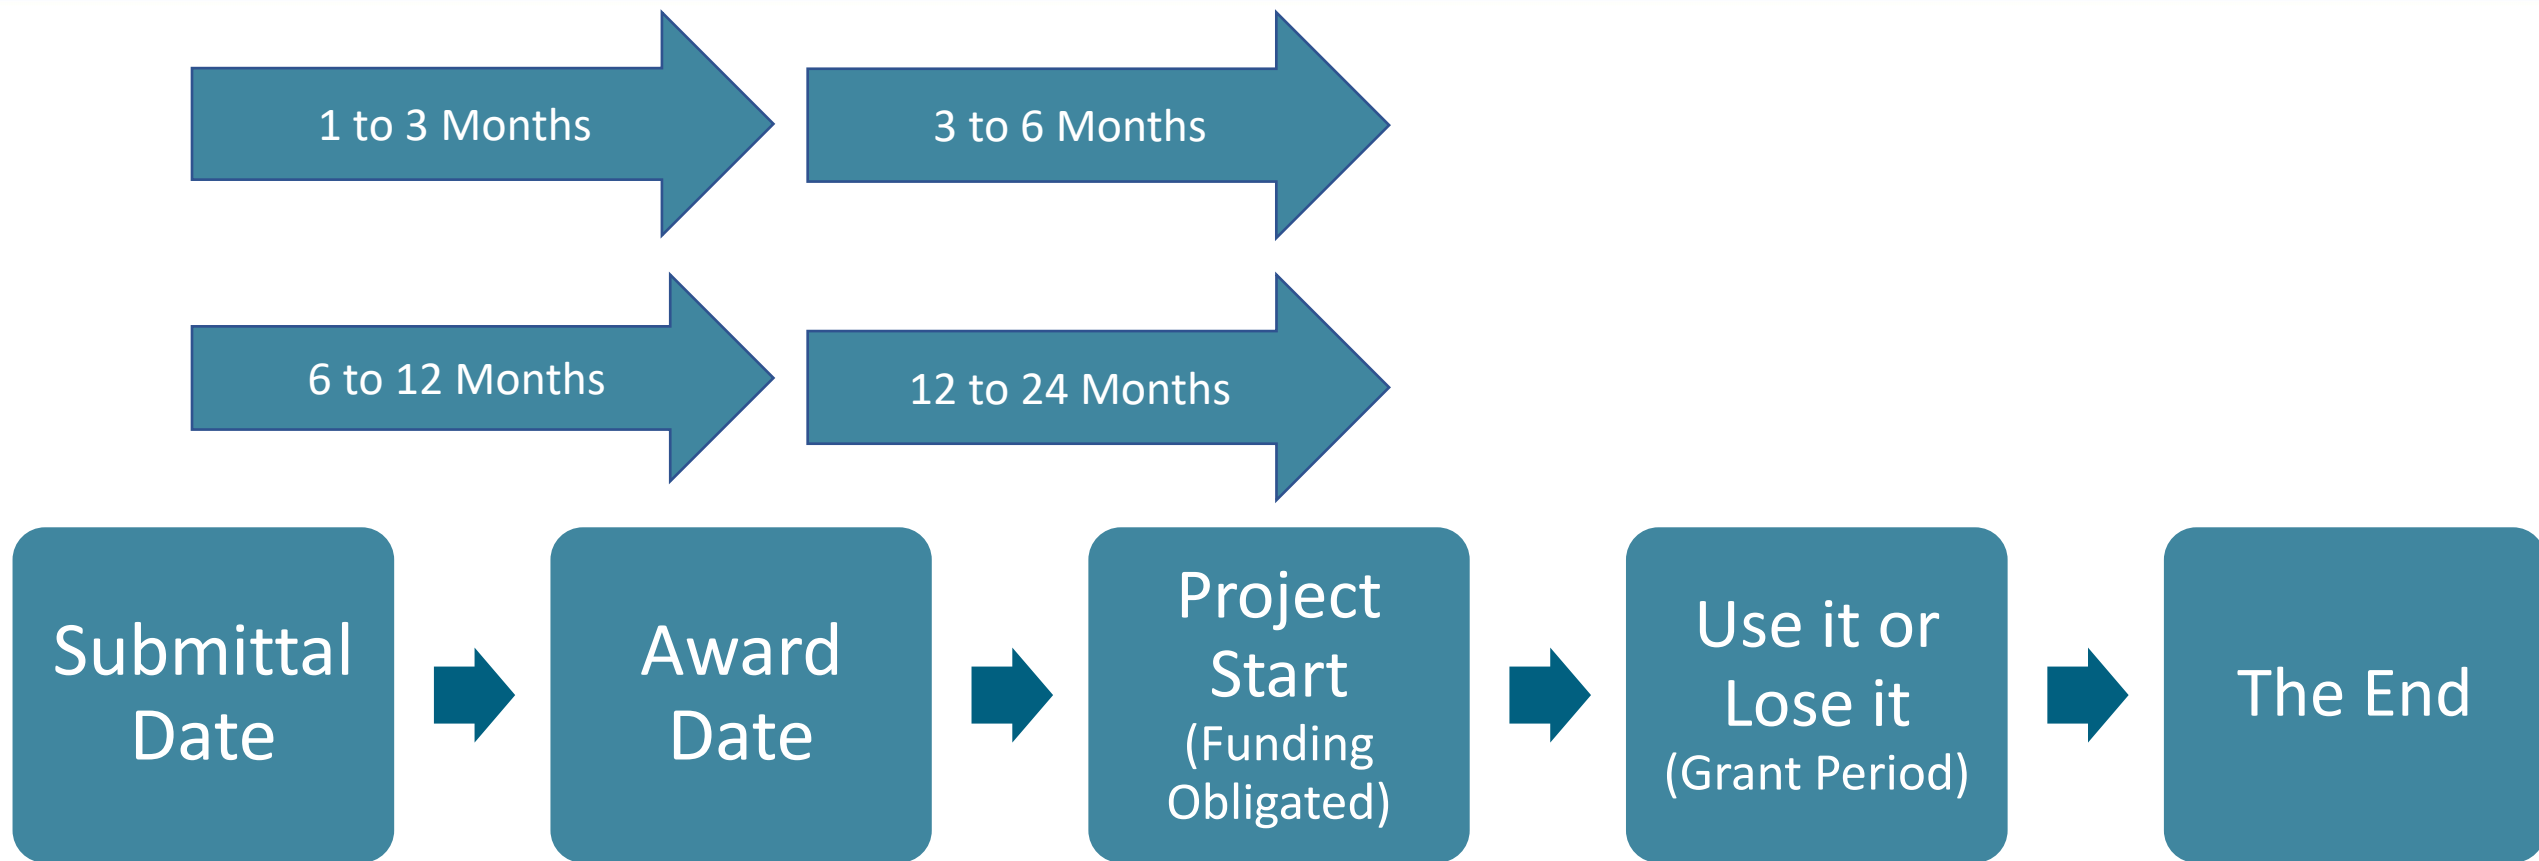 1 to 3 Months
3 to 6 Months
6 to 12 Months
12 to 24 Months
Submittal
Date
Award
Date
Project
Start
(Funding
Obligated)
Use it or
Lose it
(Grant Period)
The End